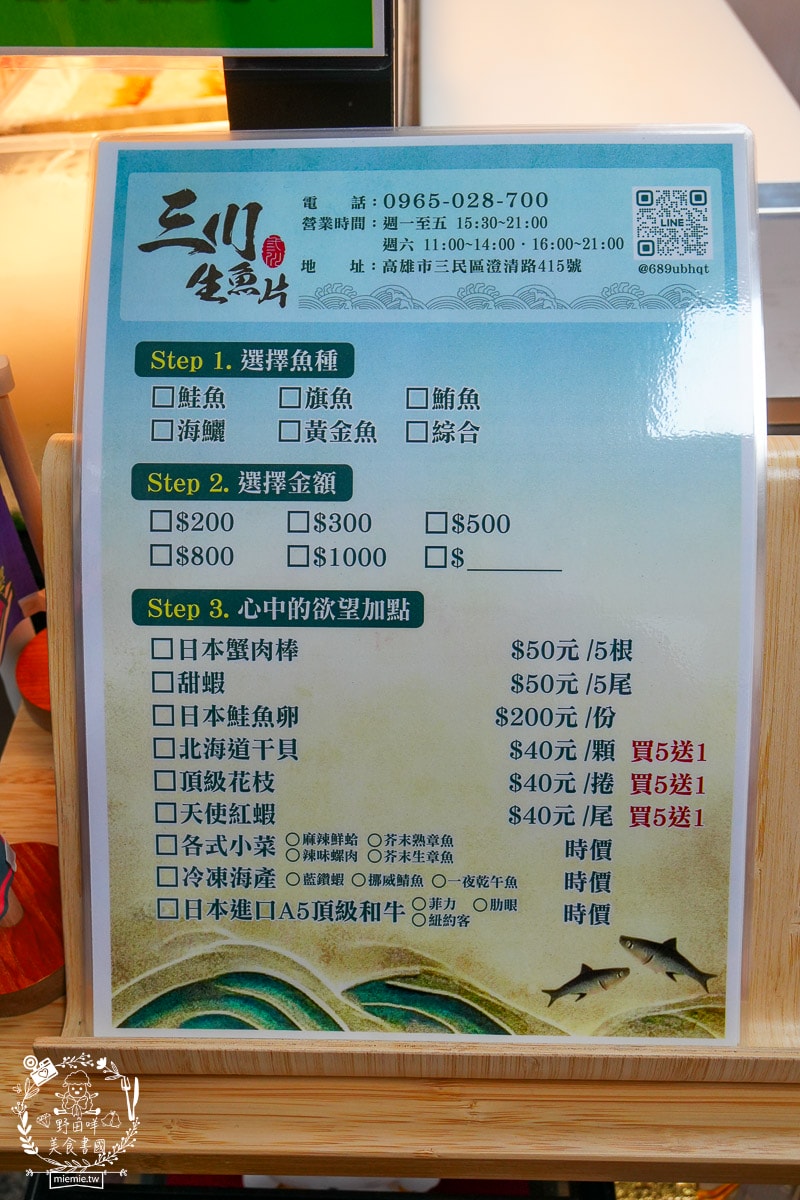 三川
生魚片
電　　話：0965-028-700
營業時間：週一至五 15:30~21:00
週六 11:00~14:00・16:00~21:00
地　　址：高雄市三民區澄清路415號
LINE
@689ubhqt
Step 1. 選擇魚種
□鮭魚 □旗魚 □鮪魚
□海鱺 □黃金魚 □綜合
Step 2. 選擇金額
□$200 □$300 □$500
□$800 □$1000 □$________
Step 3. 心中的欲望加點
□日本蟹肉棒 $50元 /5根
□甜蝦 $50元 /5尾
□日本鮭魚卵 $200元 /份
□北海道干貝 $40元 /顆 買5送1
□頂級花枝 $40元 /捲 買5送1
□天使紅蝦 $40元 /尾 買5送1
□各式小菜 ○麻辣鮮蛤 ○芥末熟章魚
○辣味螺肉 ○芥末生章魚 時價
□冷凍海產 ○藍鑽蝦 ○挪威鯖魚 ○一夜乾午魚 時價
□日本進口A5頂級和牛 ○菲力 ○肋眼
○紐約客 時價
野酉咩
美食書國
miemie.tw